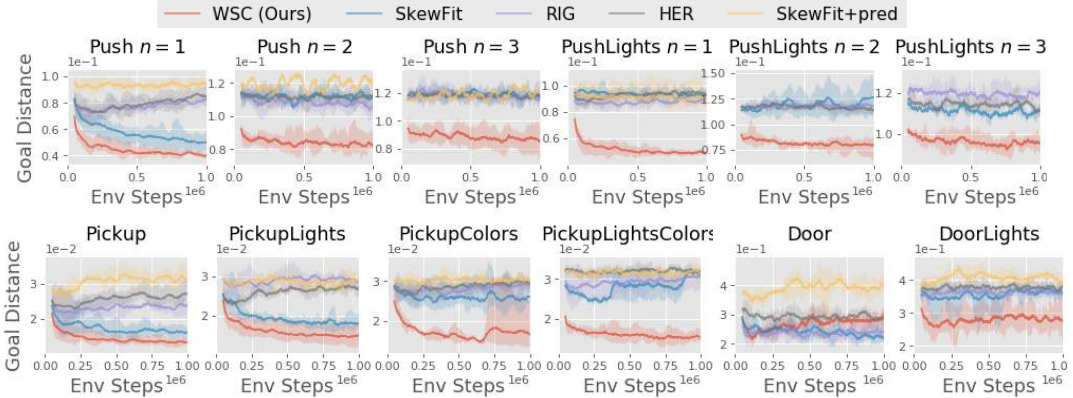 WSC (Ours) SkewFit RIG HER SkewFit+pred
Push n = 1 Push n = 2 Push n = 3 PushLights n = 1 PushLights n = 2 PushLights n = 3
1e−1 1e−1 1e−1 1e−1 1e−1 1e−1
Goal Distance
1.0 0.8 0.6 0.4
1.2 1.0 0.8 0.6
1.2 1.0 0.8
1.0 0.8 0.6
1.50 1.25 1.00 0.75
1.2 1.0
0.0 0.5 1.0 0.0 0.5 1.0 0.0 0.5 1.0 0.0 0.5 1.0 0.0 0.5 1.0 0.0 0.5 1.0
Env Steps 1e6 Env Steps 1e6 Env Steps 1e6 Env Steps 1e6 Env Steps 1e6 Env Steps 1e6
Pickup PickupLights PickupColors PickupLightsColors Door DoorLights
1e−2 1e−2 1e−2 1e−2 1e−1 1e−1
Goal Distance
3 2
3 2
3 2
3 2
4 3 2
4 3 2
0.00 0.25 0.50 0.75 1.00 0.00 0.25 0.50 0.75 1.00 0.00 0.25 0.50 0.75 1.00 0.00 0.25 0.50 0.75 1.00 0.00 0.25 0.50 0.75 1.00 0.00 0.25 0.50 0.75 1.00
Env Steps 1e6 Env Steps 1e6 Env Steps 1e6 Env Steps 1e6 Env Steps 1e6 Env Steps 1e6